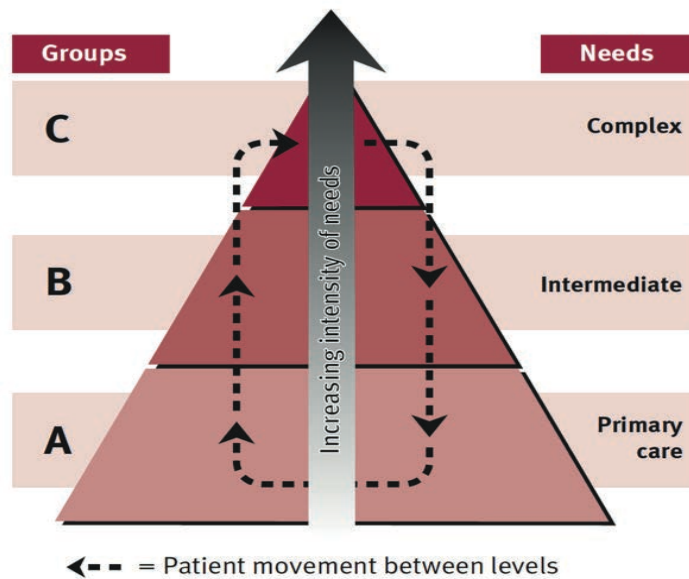 Groups
Needs
C
Complex
B
Intermediate
A
Primary
care
Increasing intensity of needs
= Patient movement between levels